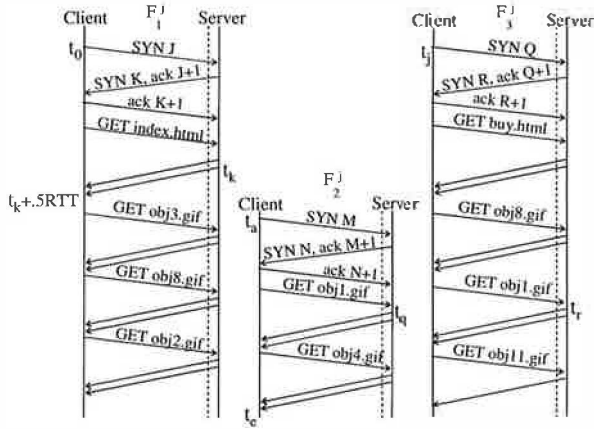 Client F₁ʲ Server
t₀
SYN J
SYN K, ack J+1
ack K+1
GET index.html
tₖ
tₖ+.5RTT
GET obj3.gif
GET obj8.gif
GET obj2.gif
Client F₂ʲ Server
tₐ
SYN M
SYN N, ack M+1
ack N+1
GET obj1.gif
t_q
GET obj4.gif
t_e
Client F₃ʲ Server
tⱼ
SYN Q
SYN R, ack Q+1
ack R+1
GET buy.html
GET obj8.gif
GET obj1.gif
tᵣ
GET obj11.gif